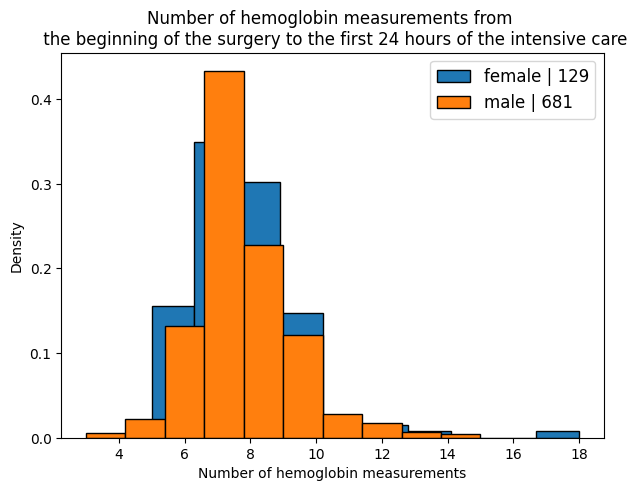 Number of hemoglobin measurements from
the beginning of the surgery to the first 24 hours of the intensive care
female | 129
male | 681
0.4
0.3
0.2
0.1
0.0
Density
4 6 8 10 12 14 16 18
Number of hemoglobin measurements